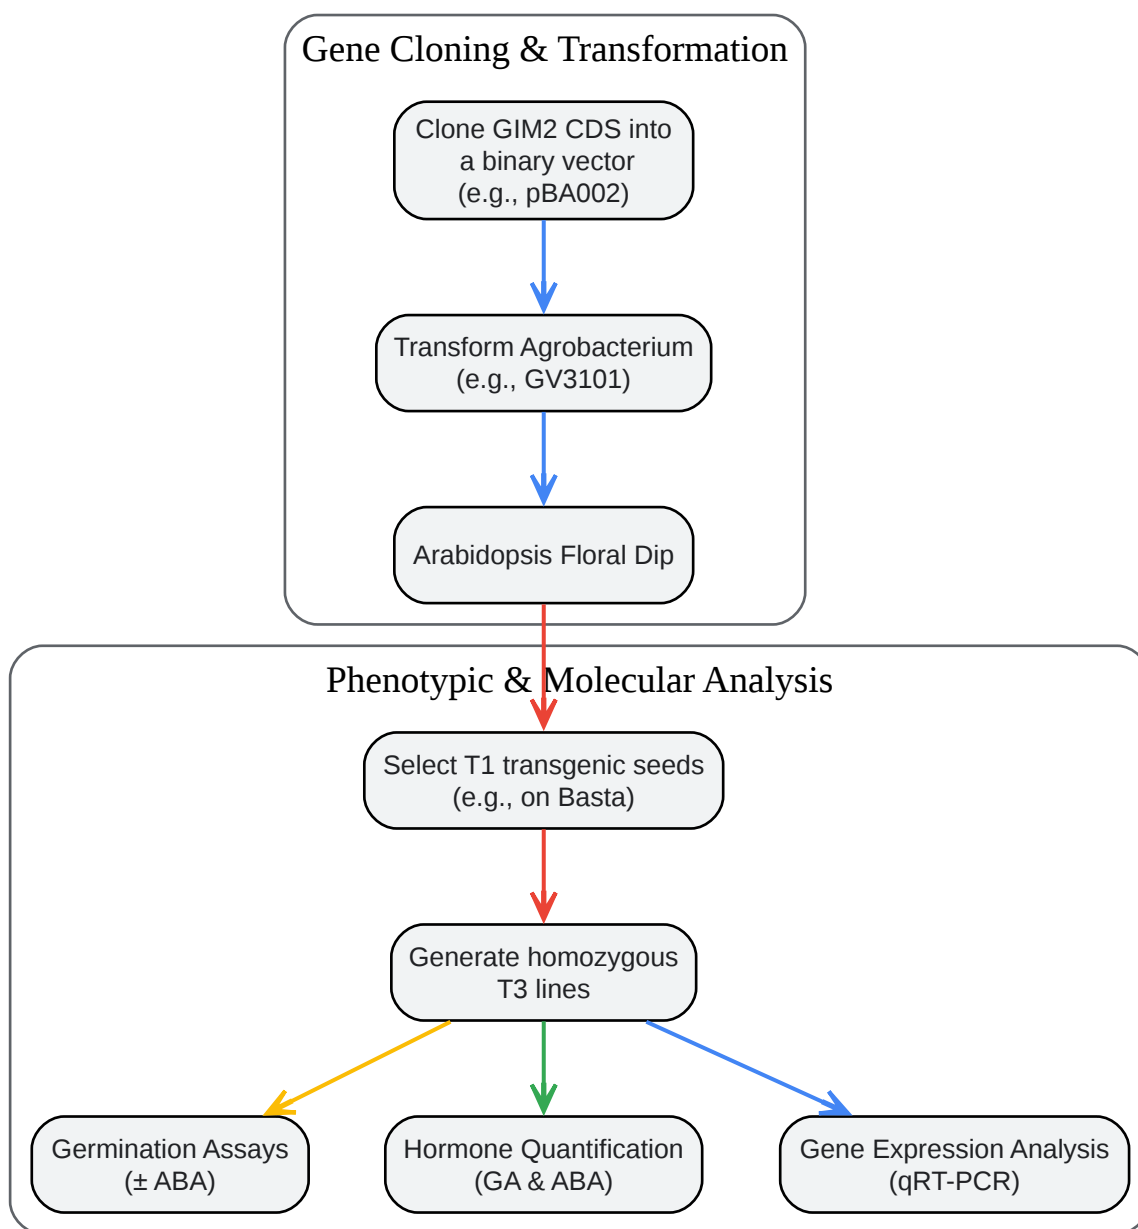 Gene Cloning & Transformation
Clone GIM2 CDS into
a binary vector
(e.g., pBA002)
Transform Agrobacterium
(e.g., GV3101)
Arabidopsis Floral Dip
Phenotypic & Molecular Analysis
Select T1 transgenic seeds
(e.g., on Basta)
Generate homozygous
T3 lines
Germination Assays
(± ABA)
Hormone Quantification
(GA & ABA)
Gene Expression Analysis
(qRT-PCR)